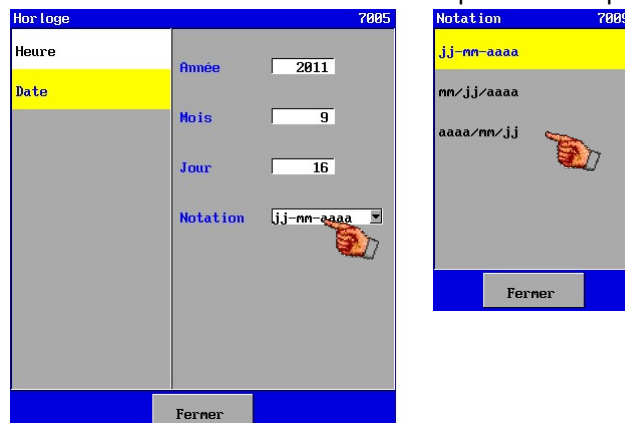 Horloge 7005
Heure
Date
Année 2011
Mois 9
Jour 16
Notation jj-mm-aaaa
Fermer
Notation 7009
jj-mm-aaaa
mm/jj/aaaa
aaaa/mm/jj
Fermer